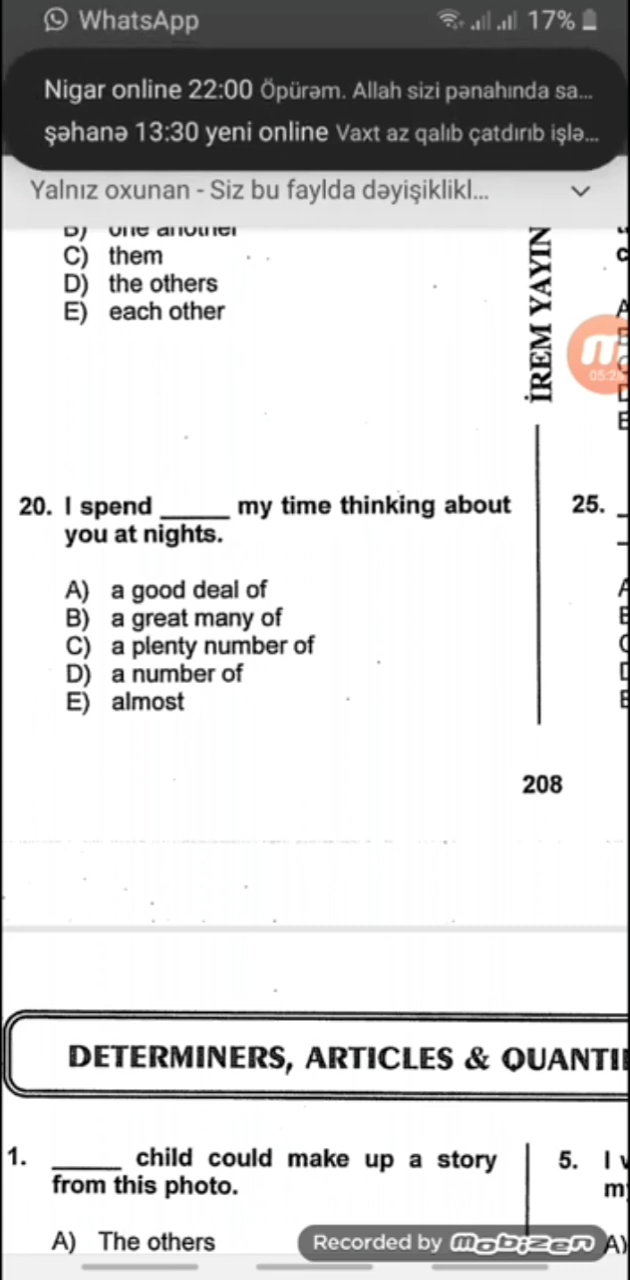 WhatsApp
17%
Nigar online 22:00 Öpürəm. Allah sizi pənahında sa...
şəhanə 13:30 yeni online Vaxt az qalıb çatdırıb işlə...
Yalnız oxunan - Siz bu faylda dəyişiklikl...
B) one another
C) them
D) the others
E) each other
İREM YAYIN
20. I spend _____ my time thinking about
you at nights.
A) a good deal of
B) a great many of
C) a plenty number of
D) a number of
E) almost
25.
208
DETERMINERS, ARTICLES & QUANTI
1. _____ child could make up a story
from this photo.
A) The others
5. I
m
A)
Recorded by mobizen